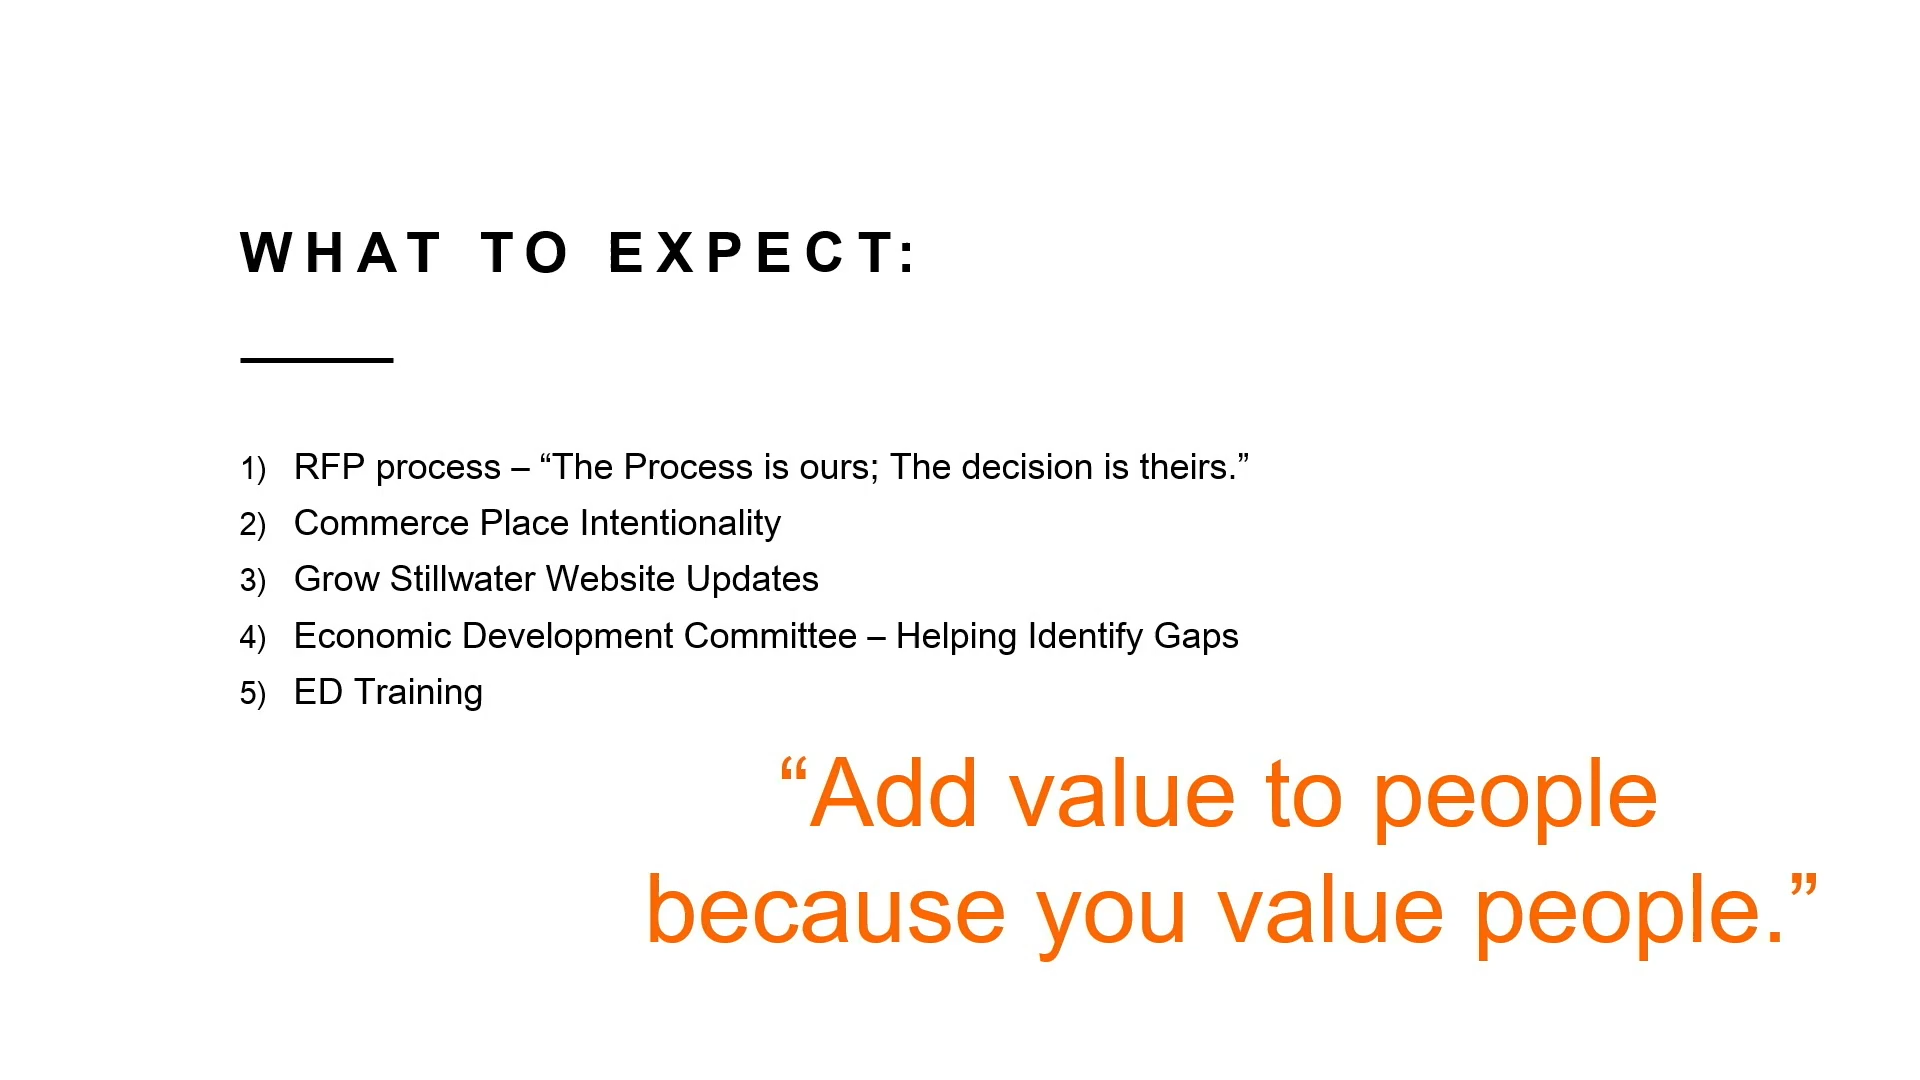 WHAT TO EXPECT:
1) RFP process – “The Process is ours; The decision is theirs.”
2) Commerce Place Intentionality
3) Grow Stillwater Website Updates
4) Economic Development Committee – Helping Identify Gaps
5) ED Training
“Add value to people
because you value people.”